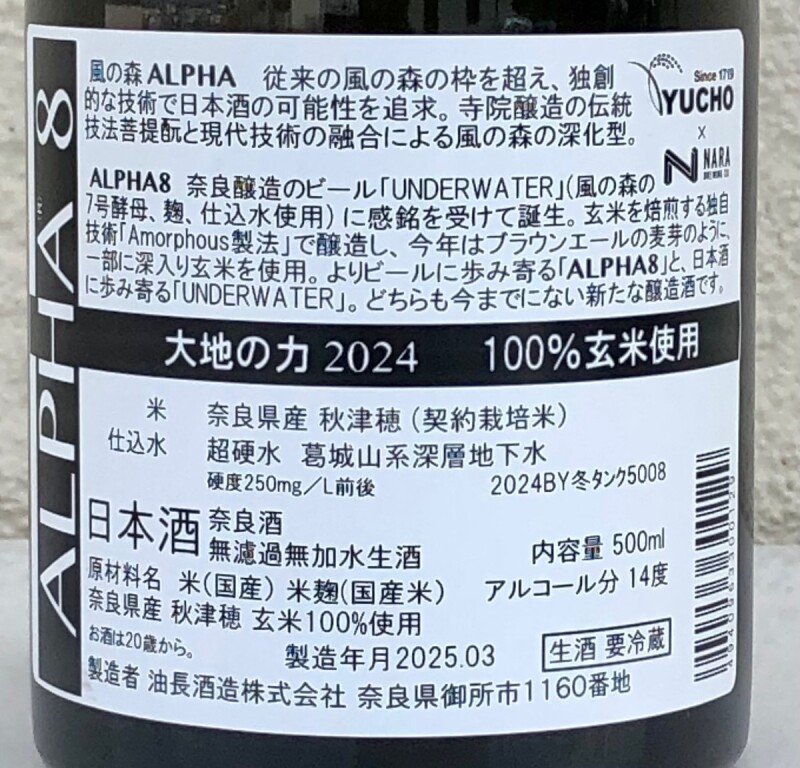 ALPHA 8
風の森 ALPHA 従来の風の森の枠を超え、独創
的な技術で日本酒の可能性を追求。寺院醸造の伝統
技法菩提酛と現代技術の融合による風の森の深化型。
Since 1719
YUCHO
×
N NARA
ALPHA8 奈良醸造のビール「UNDERWATER」(風の森の
7号酵母、麹、仕込水使用)に感銘を受けて誕生。玄米を焙煎する独自
技術「Amorphous製法」で醸造し、今年はブラウンエールの麦芽のように、
一部に深入り玄米を使用。よりビールに歩み寄る「ALPHA8」と、日本酒
に歩み寄る「UNDERWATER」。どちらも今までにない新たな醸造酒です。
大地の力 2024 100%玄米使用
米 奈良県産 秋津穂(契約栽培米)
仕込水 超硬水 葛城山系深層地下水
硬度250mg/L前後 2024BY冬タンク5008
日本酒 奈良酒
無濾過無加水生酒
内容量 500ml
原材料名 米(国産) 米麹(国産米) アルコール分 14度
奈良県産 秋津穂 玄米100%使用
お酒は20歳から。
製造年月2025.03
生酒 要冷蔵
製造者 油長酒造株式会社 奈良県御所市1160番地